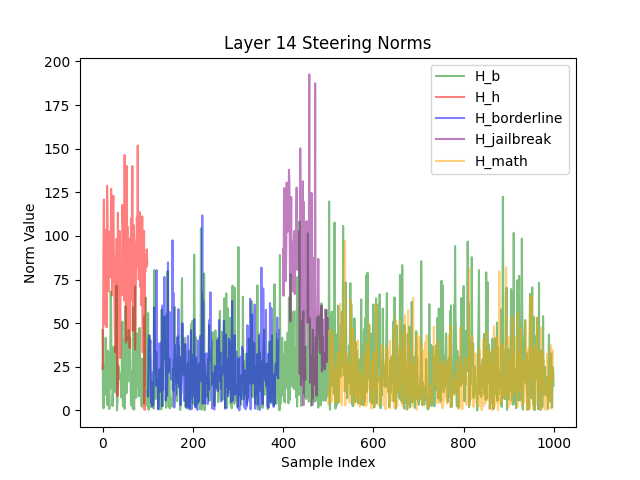 Layer 14 Steering Norms
H_b
H_h
H_borderline
H_jailbreak
H_math
Norm Value
200
175
150
125
100
75
50
25
0
0
200
400
600
800
1000
Sample Index